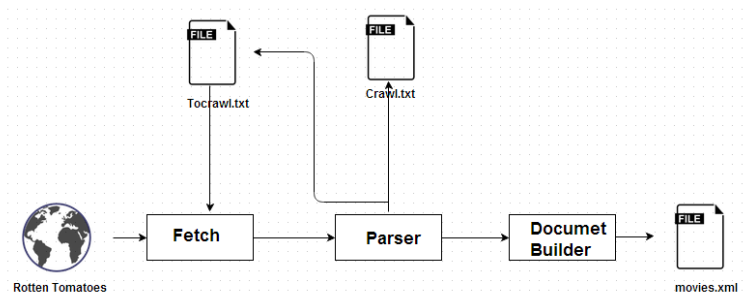 FILE
Tocrawl.txt
FILE
Crawl.txt
Fetch
Parser
Documet
Builder
FILE
Rotten Tomatoes
movies.xml